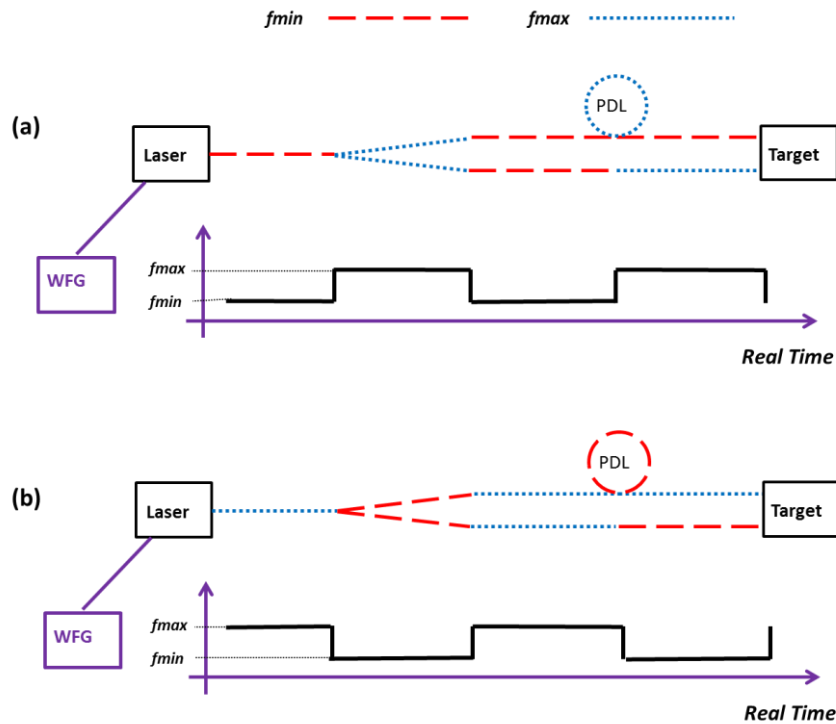 fmin fmax
PDL
(a)
Laser
Target
WFG
fmax
fmin
Real Time
PDL
(b)
Laser
Target
WFG
fmax
fmin
Real Time